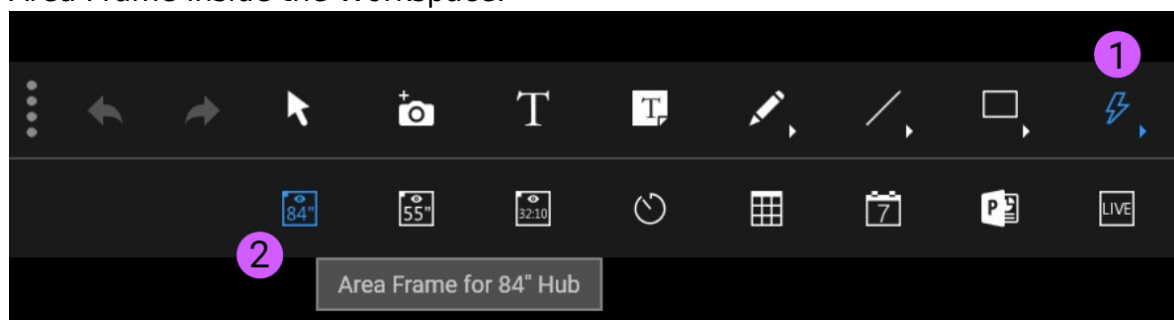 Area Frame inside the Workspace.
1
T
T
84"
55"
32:10
7
P
LIVE
2
Area Frame for 84" Hub